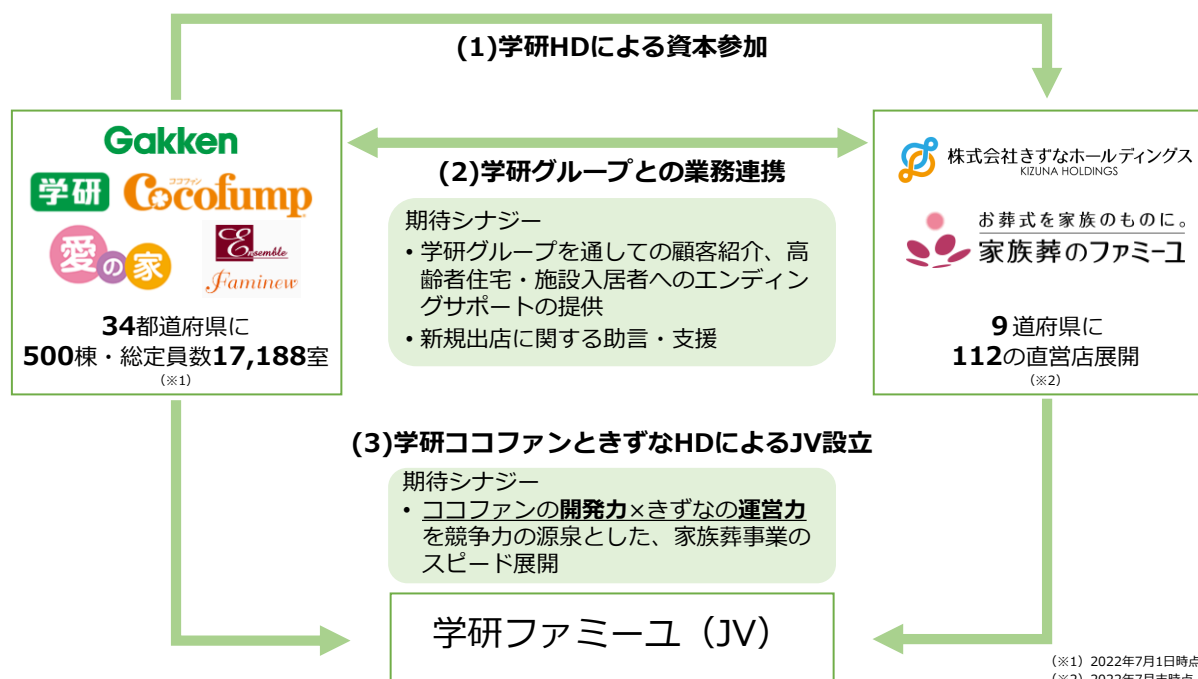 (1)学研HDによる資本参加
Gakken
学研
ココファン
Cocofump
愛の家
Ensemble
Faminew
34都道府県に
500棟・総定員数17,188室
(※1)
(2)学研グループとの業務連携
期待シナジー
• 学研グループを通しての顧客紹介、高
齢者住宅・施設入居者へのエンディン
グサポートの提供
• 新規出店に関する助言・支援
株式会社きずなホールディングス
KIZUNA HOLDINGS
お葬式を家族のものに。
家族葬のファミーユ
9道府県に
112の直営店展開
(※2)
(3)学研ココファンときずなHDによるJV設立
期待シナジー
• ココファンの開発力×きずなの運営力
を競争力の源泉とした、家族葬事業の
スピード展開
学研ファミーユ（JV）
（※1）2022年7月1日時点
（※2）2022年7月末時点